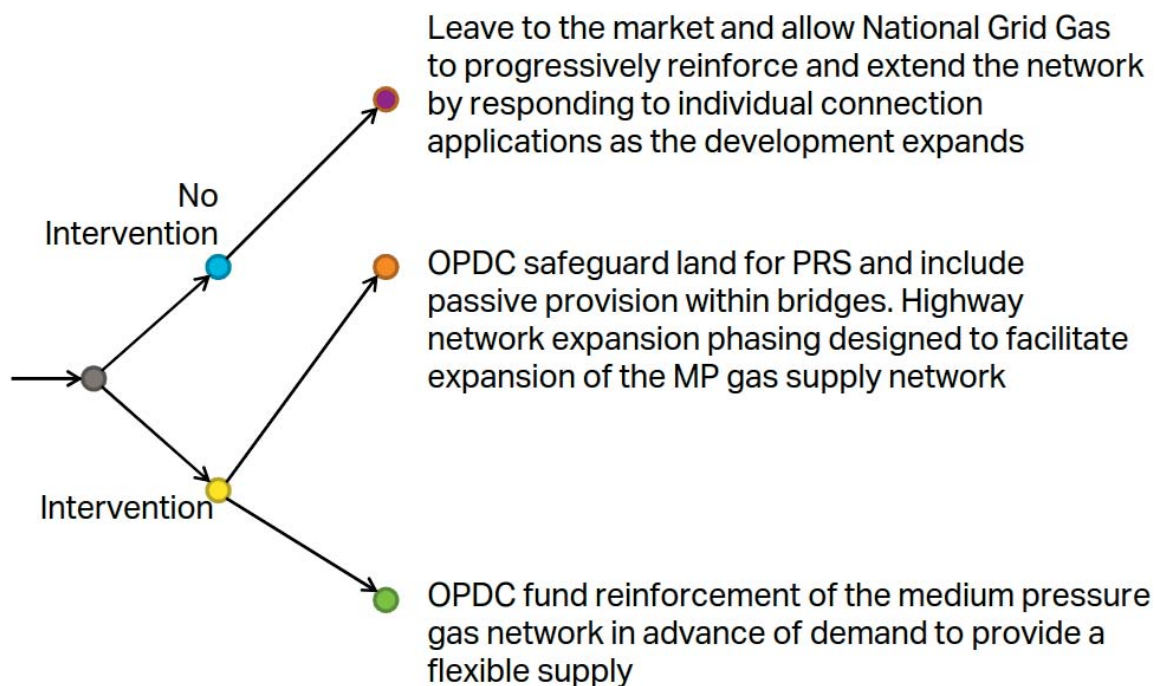 Leave to the market and allow National Grid Gas
to progressively reinforce and extend the network
by responding to individual connection
applications as the development expands
No
Intervention
OPDC safeguard land for PRS and include
passive provision within bridges. Highway
network expansion phasing designed to facilitate
expansion of the MP gas supply network
Intervention
OPDC fund reinforcement of the medium pressure
gas network in advance of demand to provide a
flexible supply